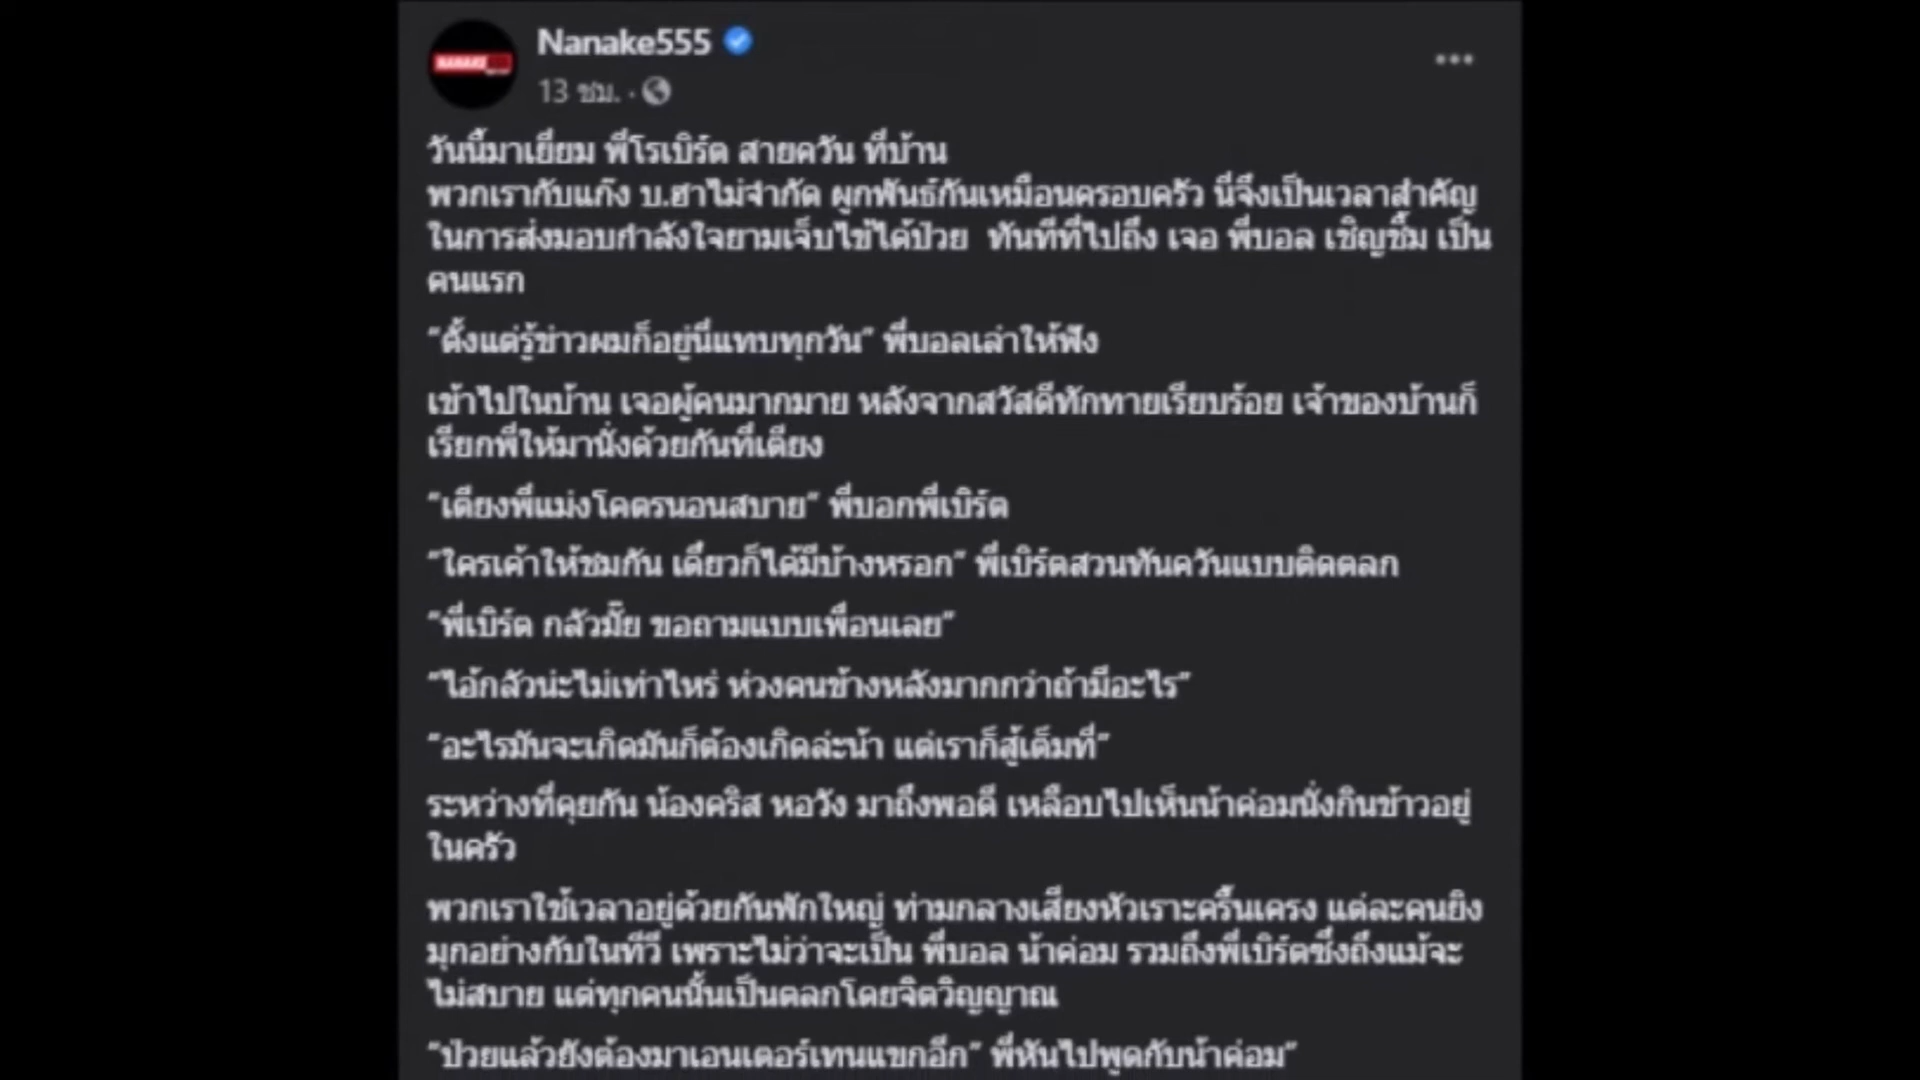 Nanake555
13 ชม.
วันนี้มาเยี่ยม พี่โรเบิร์ต สายควัน ที่บ้าน
พวกเรากับแก๊ง บ.ฮาไม่จำกัด ผูกพันธ์กันเหมือนครอบครัว นี่จึงเป็นเวลาสำคัญ
ในการส่งมอบกำลังใจยามเจ็บไข้ได้ป่วย ทันทีที่ไปถึง เจอ พี่บอล เชิญยิ้ม เป็น
คนแรก
“ตั้งแต่รู้ข่าวผมก็อยู่นี่แทบทุกวัน” พี่บอลเล่าให้ฟัง
เข้าไปในบ้าน เจอผู้คนมากมาย หลังจากสวัสดีทักทายเรียบร้อย เจ้าของบ้านก็
เรียกพี่ให้มานั่งด้วยกันที่เตียง
“เตียงพี่แม่งโคตรนอนสบาย” พี่บอกพี่เบิร์ต
“ใครเค้าให้ชมกัน เดี๋ยวก็ได้มีบ้างหรอก” พี่เบิร์ตสวนทันควันแบบติดตลก
“พี่เบิร์ต กลัวมั๊ย ขอถามแบบเพื่อนเลย”
“ไอ้กลัวน่ะไม่เท่าไหร่ ห่วงคนข้างหลังมากกว่าถ้ามีอะไร”
“อะไรมันจะเกิดมันก็ต้องเกิดล่ะน้า แต่เราก็สู้เต็มที่”
ระหว่างที่คุยกัน น้องคริส หอวัง มาถึงพอดี เหลือบไปเห็นน้าค่อมนั่งกินข้าวอยู่
ในครัว
พวกเราใช้เวลาอยู่ด้วยกันพักใหญ่ ท่ามกลางเสียงหัวเราะครื้นเครง แต่ละคนยิง
มุกอย่างกับในทีวี เพราะไม่ว่าจะเป็น พี่บอล น้าค่อม รวมถึงพี่เบิร์ตซึ่งถึงแม้จะ
ไม่สบาย แต่ทุกคนนั้นเป็นตลกโดยจิตวิญญาณ
“ป่วยแล้วยังต้องมาเอนเตอร์เทนแขกอีก” พี่หันไปพูดกับน้าค่อม”